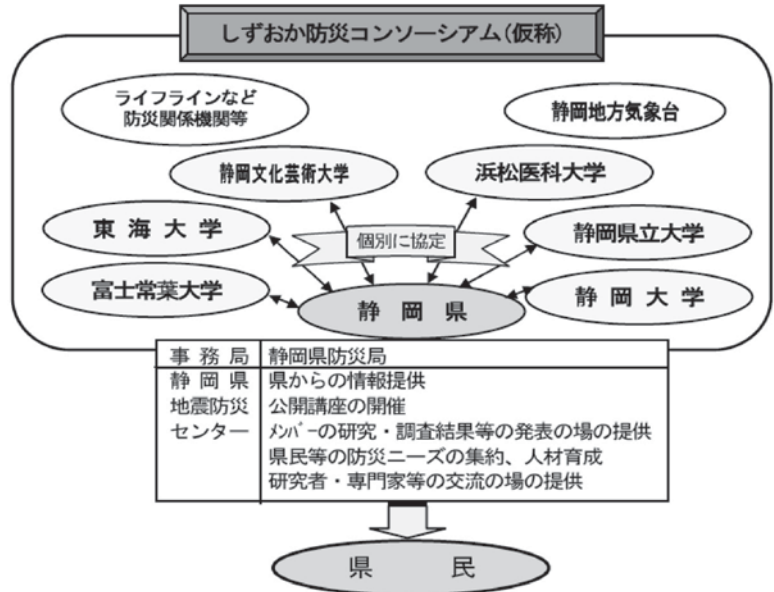 しずおか防災コンソーシアム(仮称)
ライフラインなど
防災関係機関等
静岡地方気象台
静岡文化芸術大学
浜松医科大学
東海大学
個別に協定
静岡県立大学
富士常葉大学
静岡県
静岡大学
事務局 静岡県防災局
静岡県 県からの情報提供
地震防災 公開講座の開催
センター ﾒﾝﾊﾞｰの研究・調査結果等の発表の場の提供
県民等の防災ニーズの集約、人材育成
研究者・専門家等の交流の場の提供
県民